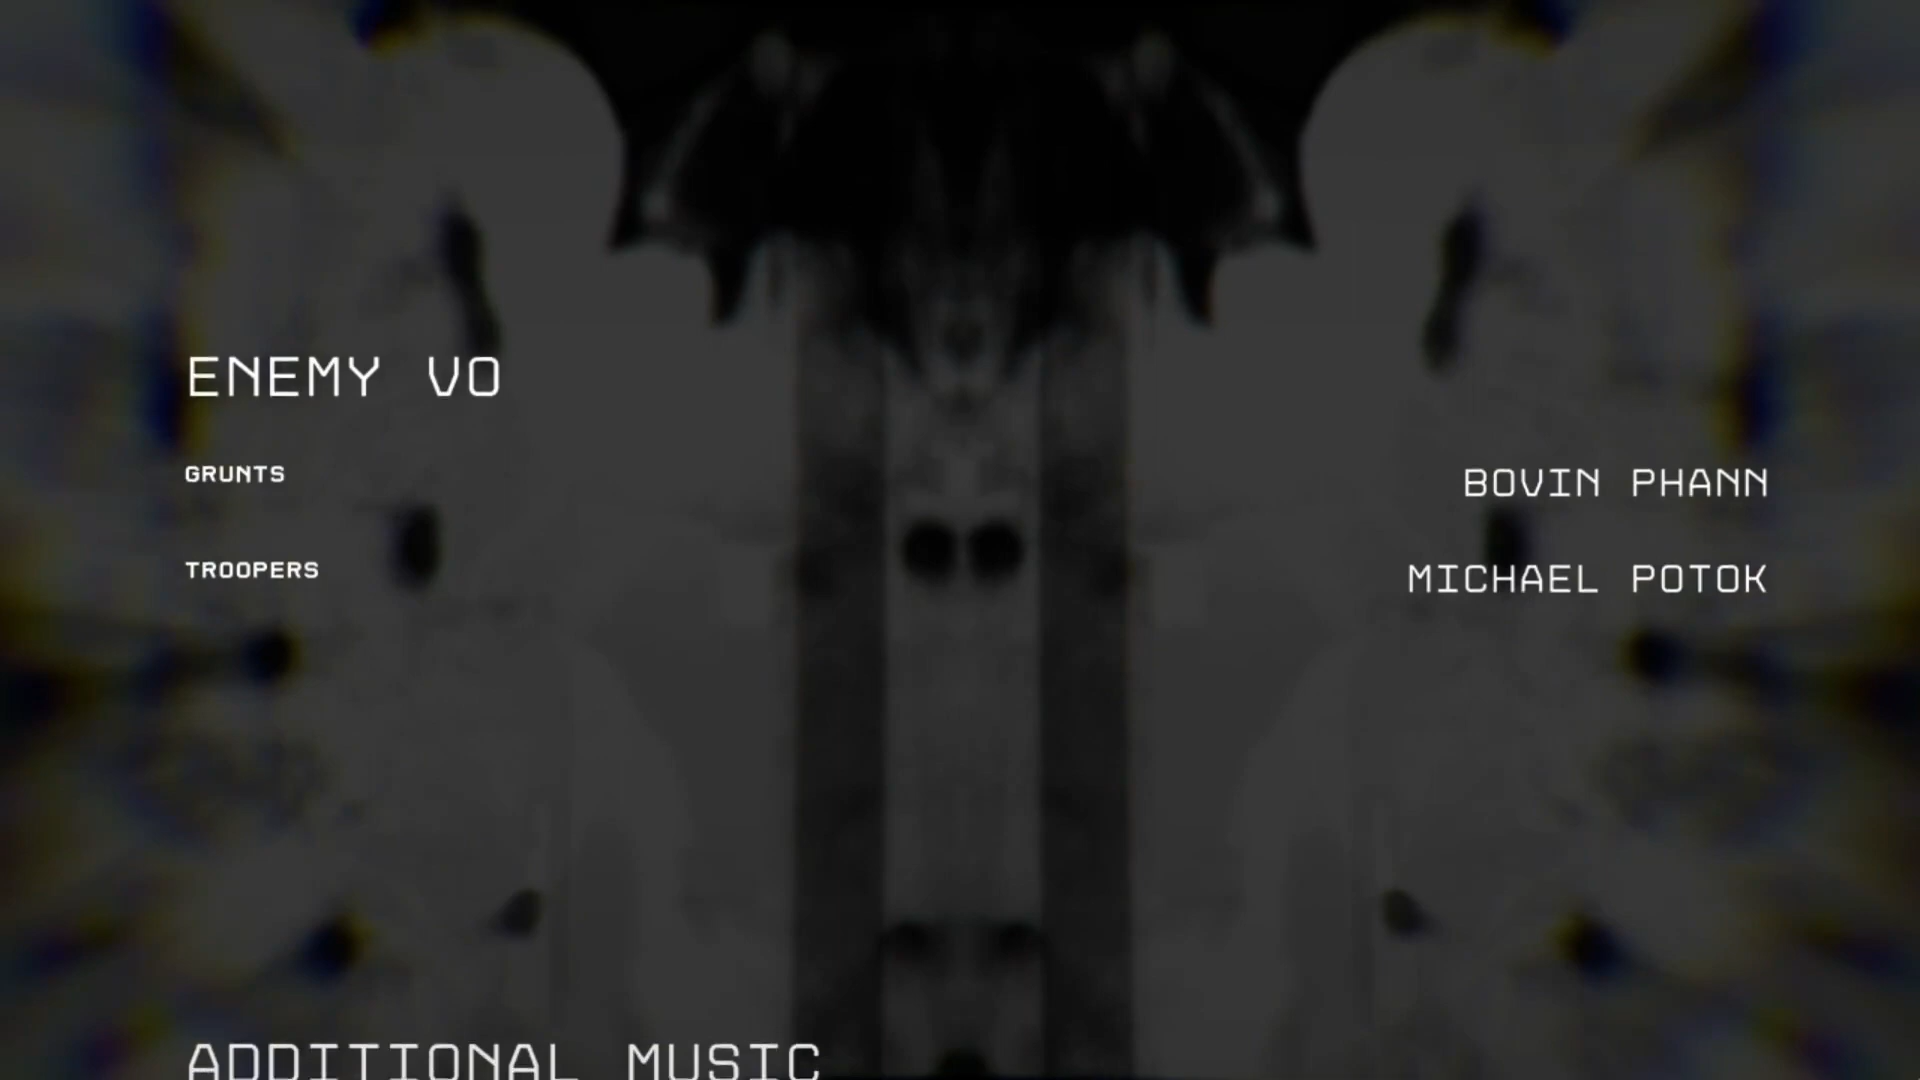 ENEMY VO
GRUNTS
BOVIN PHANN
TROOPERS
MICHAEL POTOK
ADDITIONAL MUSIC